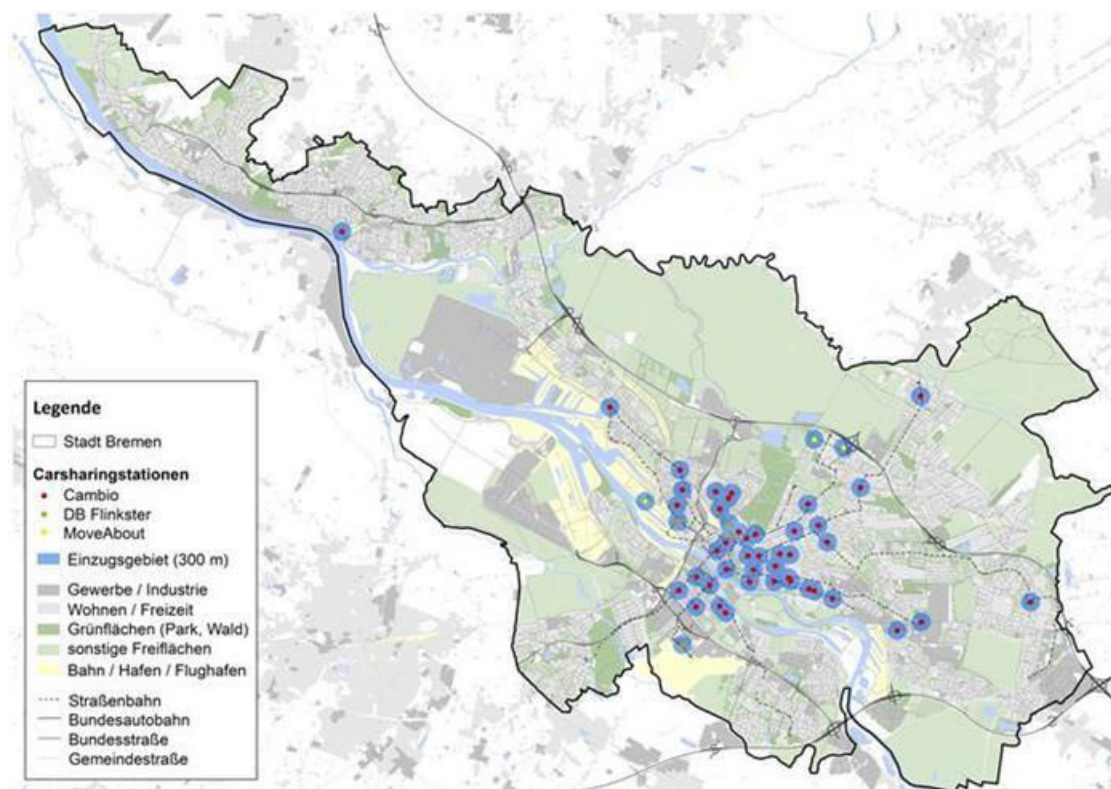 Legende
Stadt Bremen
Carsharingstationen
Cambio
DB Flinkster
MoveAbout
Einzugsgebiet (300 m)
Gewerbe / Industrie
Wohnen / Freizeit
Grünflächen (Park, Wald)
sonstige Freiflächen
Bahn / Hafen / Flughafen
Straßenbahn
Bundesautobahn
Bundesstraße
Gemeindestraße